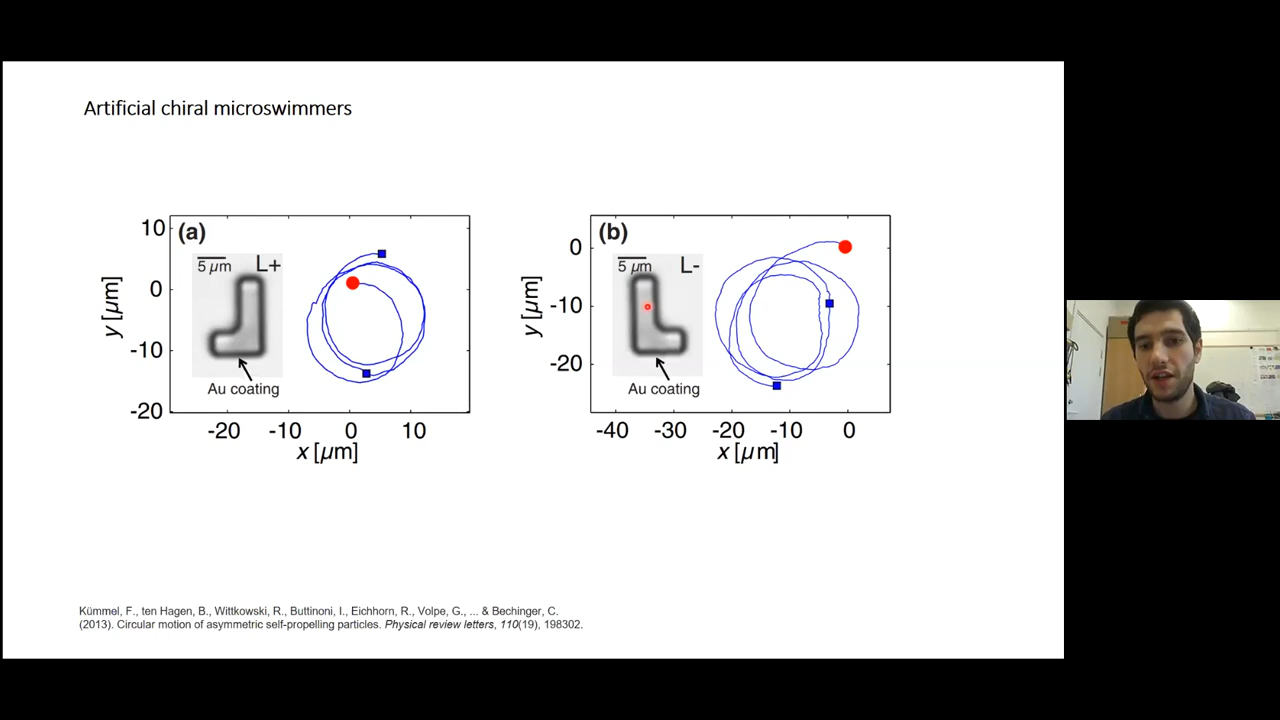 Artificial chiral microswimmers
(a)
5 μm
L+
Au coating
10
0
-10
-20
y [μm]
-20 -10 0 10
x [μm]
(b)
5 μm
L-
Au coating
0
-10
-20
y [μm]
-40 -30 -20 -10 0
x [μm]
Kümmel, F., ten Hagen, B., Wittkowski, R., Buttinoni, I., Eichhorn, R., Volpe, G., ... & Bechinger, C.
(2013). Circular motion of asymmetric self-propelling particles. Physical review letters, 110(19), 198302.